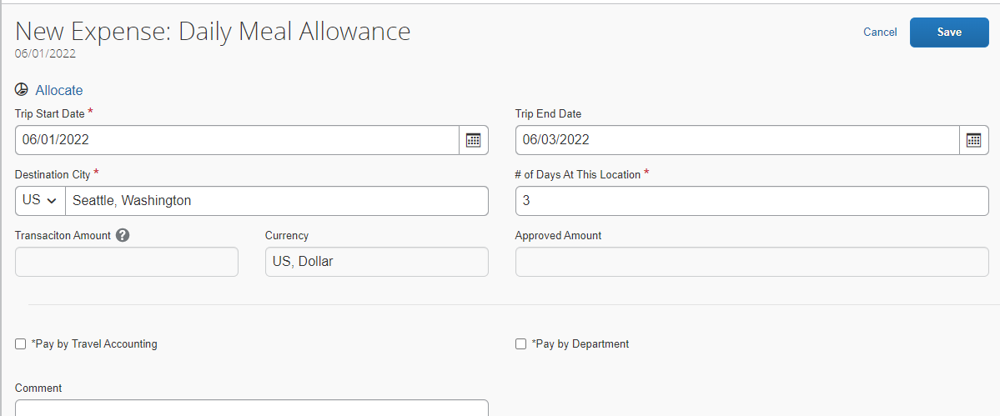 New Expense: Daily Meal Allowance
Cancel
Save
06/01/2022
Allocate
Trip Start Date *
Trip End Date
06/01/2022
06/03/2022
Destination City *
# of Days At This Location *
US
Seattle, Washington
3
Transaciton Amount ?
Currency
Approved Amount
US, Dollar
*Pay by Travel Accounting
*Pay by Department
Comment